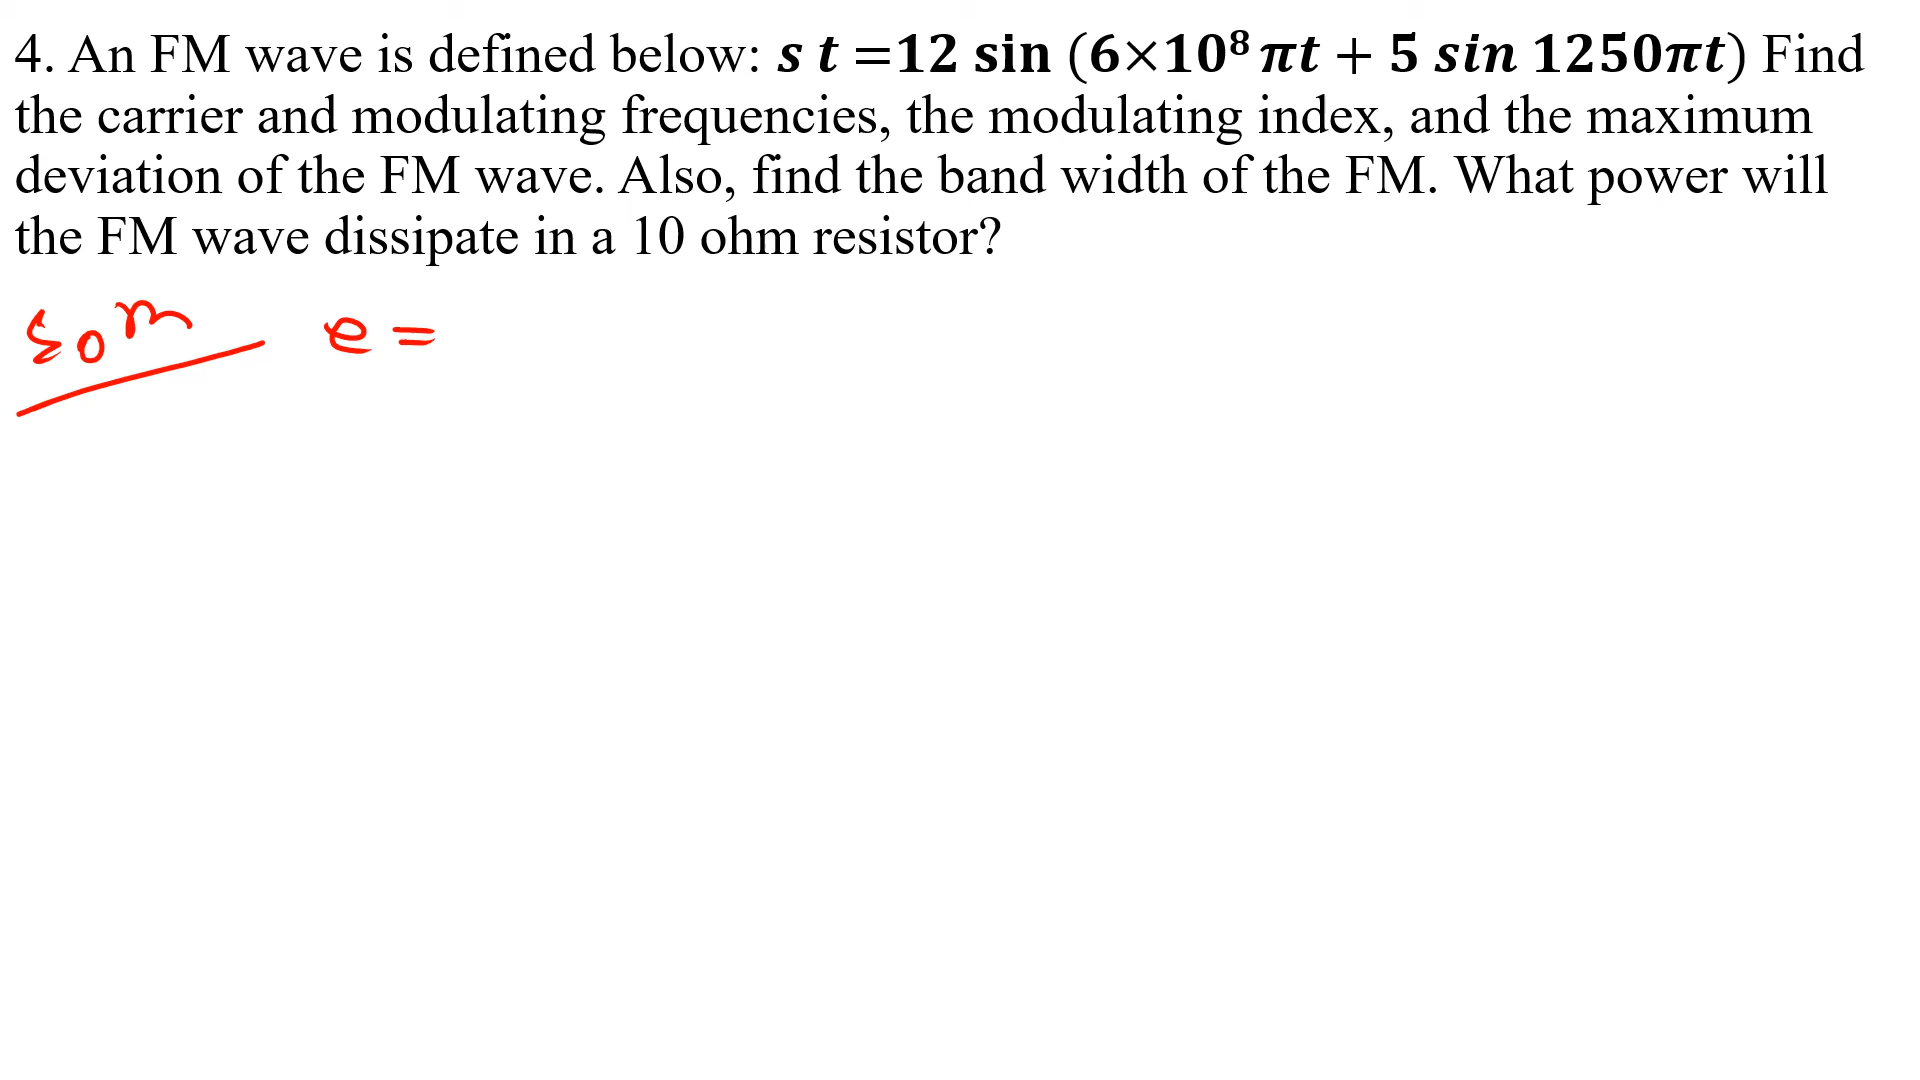 4. An FM wave is defined below: s t =12 sin (6×10⁸ πt + 5 sin 1250πt) Find
the carrier and modulating frequencies, the modulating index, and the maximum
deviation of the FM wave. Also, find the band width of the FM. What power will
the FM wave dissipate in a 10 ohm resistor?
e =